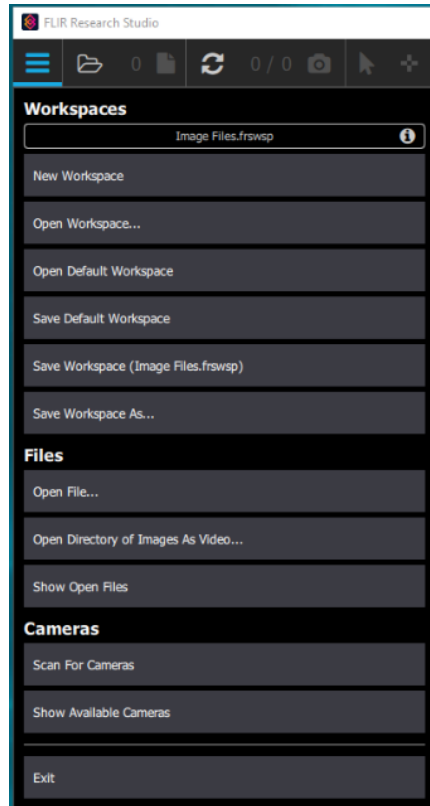 FLIR Research Studio
0 0 / 0
Workspaces
Image Files.frswsp
New Workspace
Open Workspace...
Open Default Workspace
Save Default Workspace
Save Workspace (Image Files.frswsp)
Save Workspace As...
Files
Open File...
Open Directory of Images As Video...
Show Open Files
Cameras
Scan For Cameras
Show Available Cameras
Exit